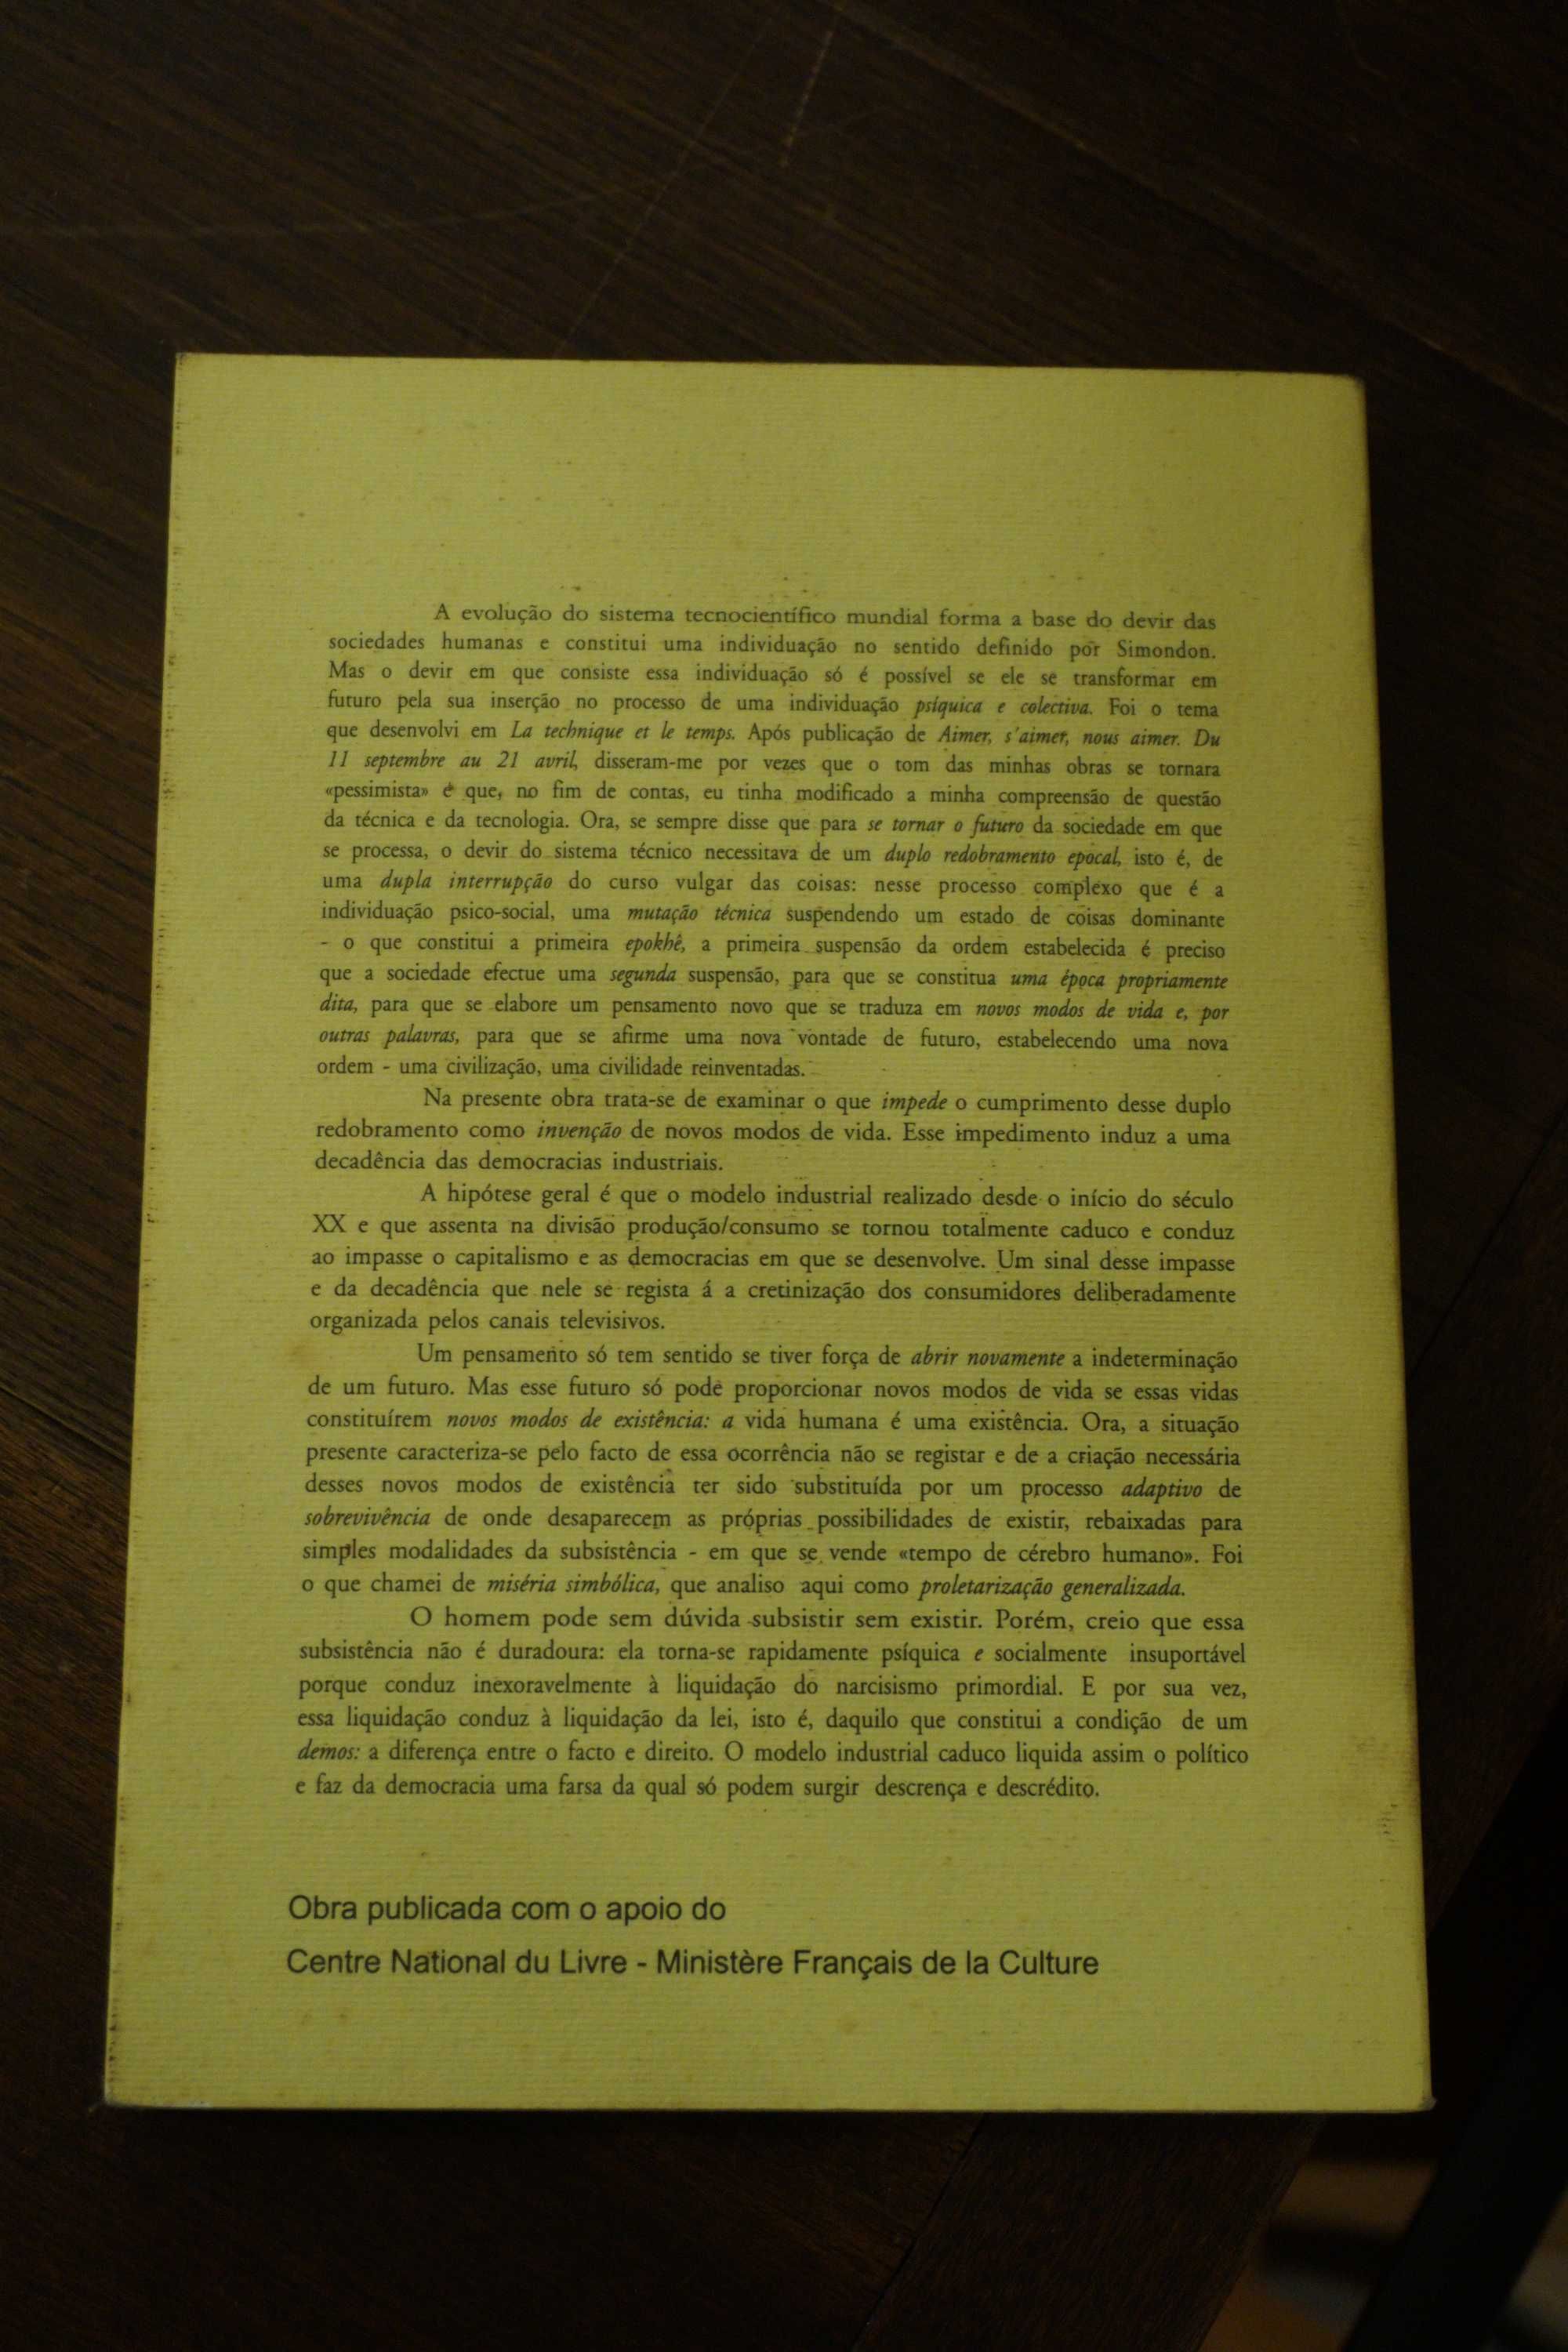 A evolução do sistema tecnocientífico mundial forma a base do devir das
sociedades humanas e constitui uma individuação no sentido definido por Simondon.
Mas o devir em que consiste essa individuação só é possível se ele se transformar em
futuro pela sua inserção no processo de uma individuação psíquica e colectiva. Foi o tema
que desenvolvi em La technique et le temps. Após publicação de Aimer, s'aimer, nous aimer. Du
11 septembre au 21 avril, disseram-me por vezes que o tom das minhas obras se tornara
«pessimista» e que, no fim de contas, eu tinha modificado a minha compreensão de questão
da técnica e da tecnologia. Ora, se sempre disse que para se tornar o futuro da sociedade em que
se processa, o devir do sistema técnico necessitava de um duplo redobramento epocal, isto é, de
uma dupla interrupção do curso vulgar das coisas: nesse processo complexo que é a
individuação psico-social, uma mutação técnica suspendendo um estado de coisas dominante
- o que constitui a primeira epokhê, a primeira suspensão da ordem estabelecida é preciso
que a sociedade efectue uma segunda suspensão, para que se constitua uma época propriamente
dita, para que se elabore um pensamento novo que se traduza em novos modos de vida e, por
outras palavras, para que se afirme uma nova vontade de futuro, estabelecendo uma nova
ordem - uma civilização, uma civilidade reinventadas.
Na presente obra trata-se de examinar o que impede o cumprimento desse duplo
redobramento como invenção de novos modos de vida. Esse impedimento induz a uma
decadência das democracias industriais.
A hipótese geral é que o modelo industrial realizado desde o início do século
XX e que assenta na divisão produção/consumo se tornou totalmente caduco e conduz
ao impasse o capitalismo e as democracias em que se desenvolve. Um sinal desse impasse
e da decadência que nele se regista á a cretinização dos consumidores deliberadamente
organizada pelos canais televisivos.
Um pensamento só tem sentido se tiver força de abrir novamente a indeterminação
de um futuro. Mas esse futuro só pode proporcionar novos modos de vida se essas vidas
constituírem novos modos de existência: a vida humana é uma existência. Ora, a situação
presente caracteriza-se pelo facto de essa ocorrência não se registar e de a criação necessária
desses novos modos de existência ter sido substituída por um processo adaptivo de
sobrevivência de onde desaparecem as próprias possibilidades de existir, rebaixadas para
simples modalidades da subsistência - em que se vende «tempo de cérebro humano». Foi
o que chamei de miséria simbólica, que analiso aqui como proletarização generalizada.
O homem pode sem dúvida subsistir sem existir. Porém, creio que essa
subsistência não é duradoura: ela torna-se rapidamente psíquica e socialmente insuportável
porque conduz inexoravelmente à liquidação do narcisismo primordial. E por sua vez,
essa liquidação conduz à liquidação da lei, isto é, daquilo que constitui a condição de um
demos: a diferença entre o facto e direito. O modelo industrial caduco liquida assim o político
e faz da democracia uma farsa da qual só podem surgir descrença e descrédito.
Obra publicada com o apoio do
Centre National du Livre - Ministère Français de la Culture